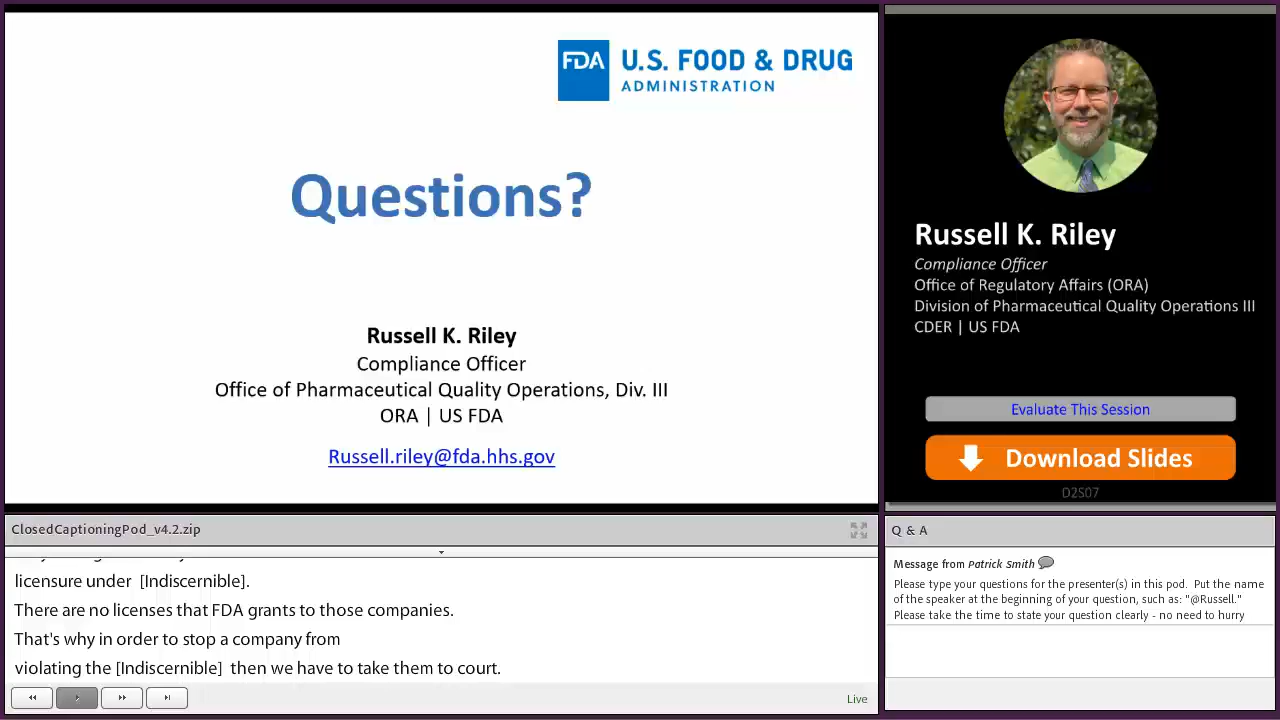 FDA U.S. FOOD & DRUG
ADMINISTRATION
Questions?
Russell K. Riley
Compliance Officer
Office of Pharmaceutical Quality Operations, Div. III
ORA | US FDA
Russell.riley@fda.hhs.gov
Russell K. Riley
Compliance Officer
Office of Regulatory Affairs (ORA)
Division of Pharmaceutical Quality Operations III
CDER | US FDA
Evaluate This Session
Download Slides
D2S07
ClosedCaptioningPod_v4.2.zip
licensure under [Indiscernible].
There are no licenses that FDA grants to those companies.
That's why in order to stop a company from
violating the [Indiscernible] then we have to take them to court.
Live
Q & A
Message from Patrick Smith
Please type your questions for the presenter(s) in this pod. Put the name
of the speaker at the beginning of your question, such as: "@Russell."
Please take the time to state your question clearly - no need to hurry